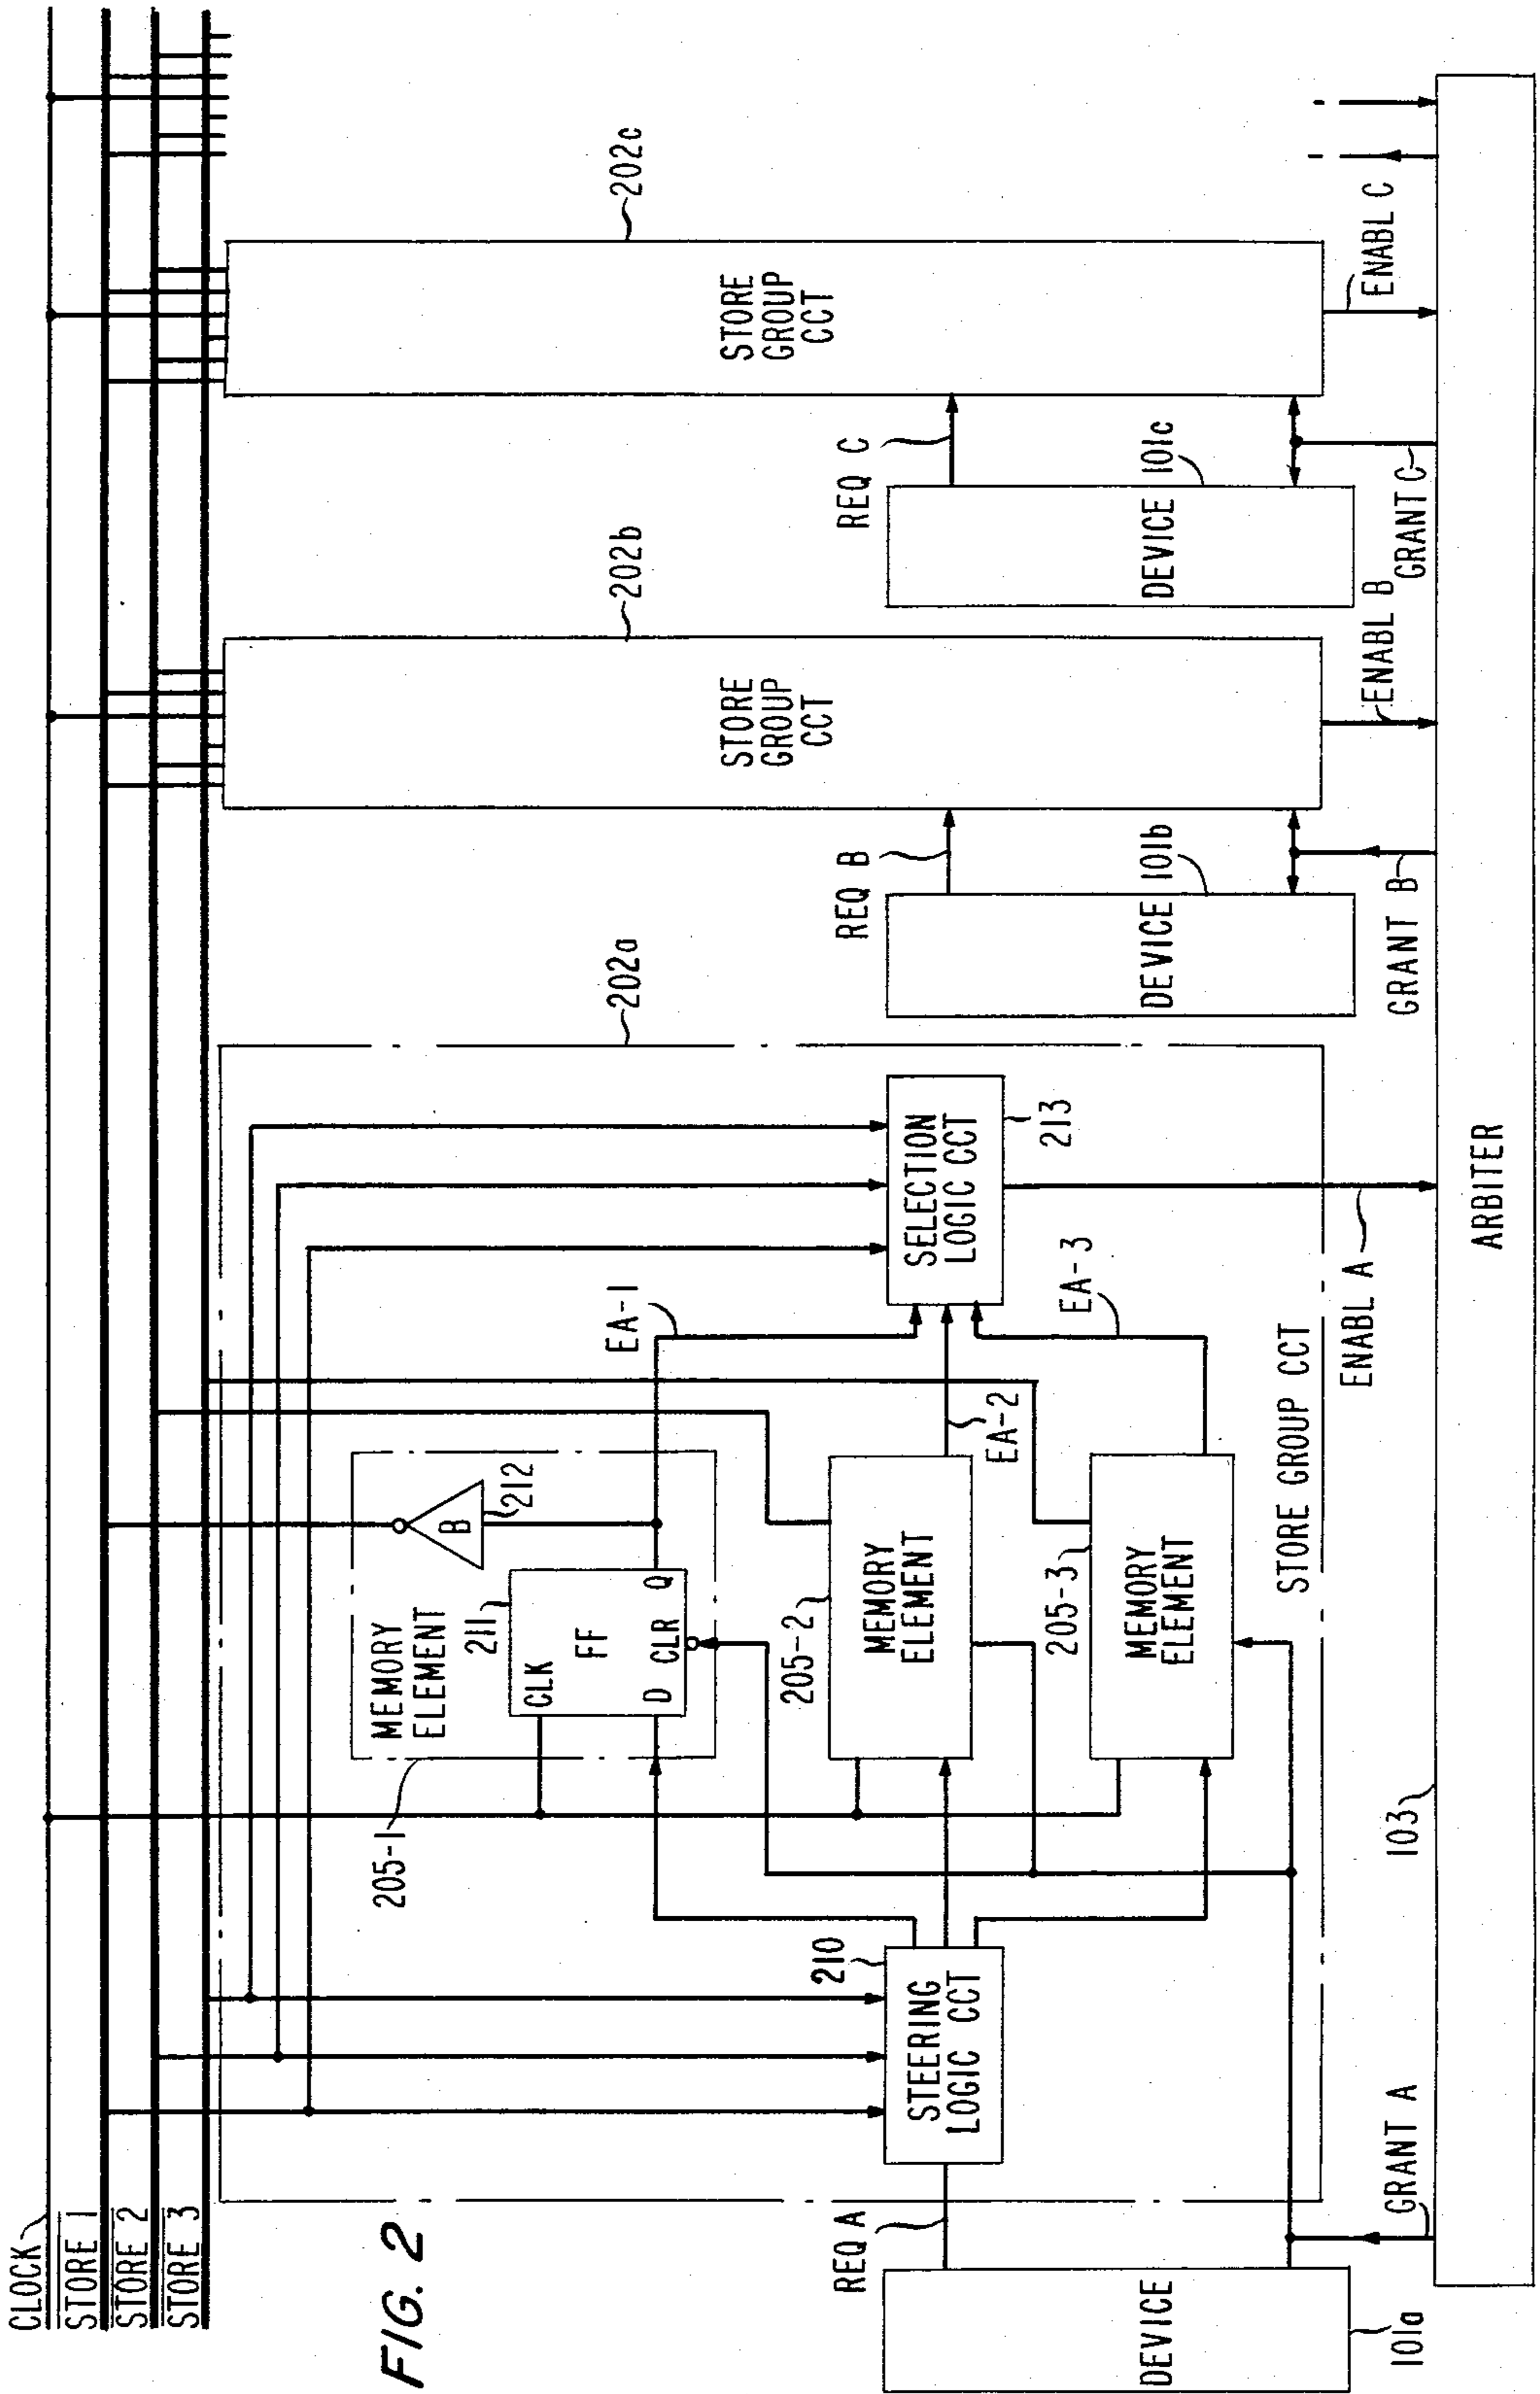 CLOCK
STORE 1
STORE 2
STORE 3
FIG. 2
202a
202b
202c
205-1
MEMORY
ELEMENT
211
CLK
FF
D
CLR
Q
B
212
EA-1
205-2
MEMORY
ELEMENT
EA-2
205-3
MEMORY
ELEMENT
EA-3
210
STEERING
LOGIC CCT
SELECTION
LOGIC CCT
213
STORE GROUP CCT
REQ A
DEVICE
101a
GRANT A
ENABL A
REQ B
DEVICE
101b
GRANT B
STORE
GROUP
CCT
ENABL B
REQ C
DEVICE
101c
GRANT C
STORE
GROUP
CCT
ENABL C
103
ARBITER